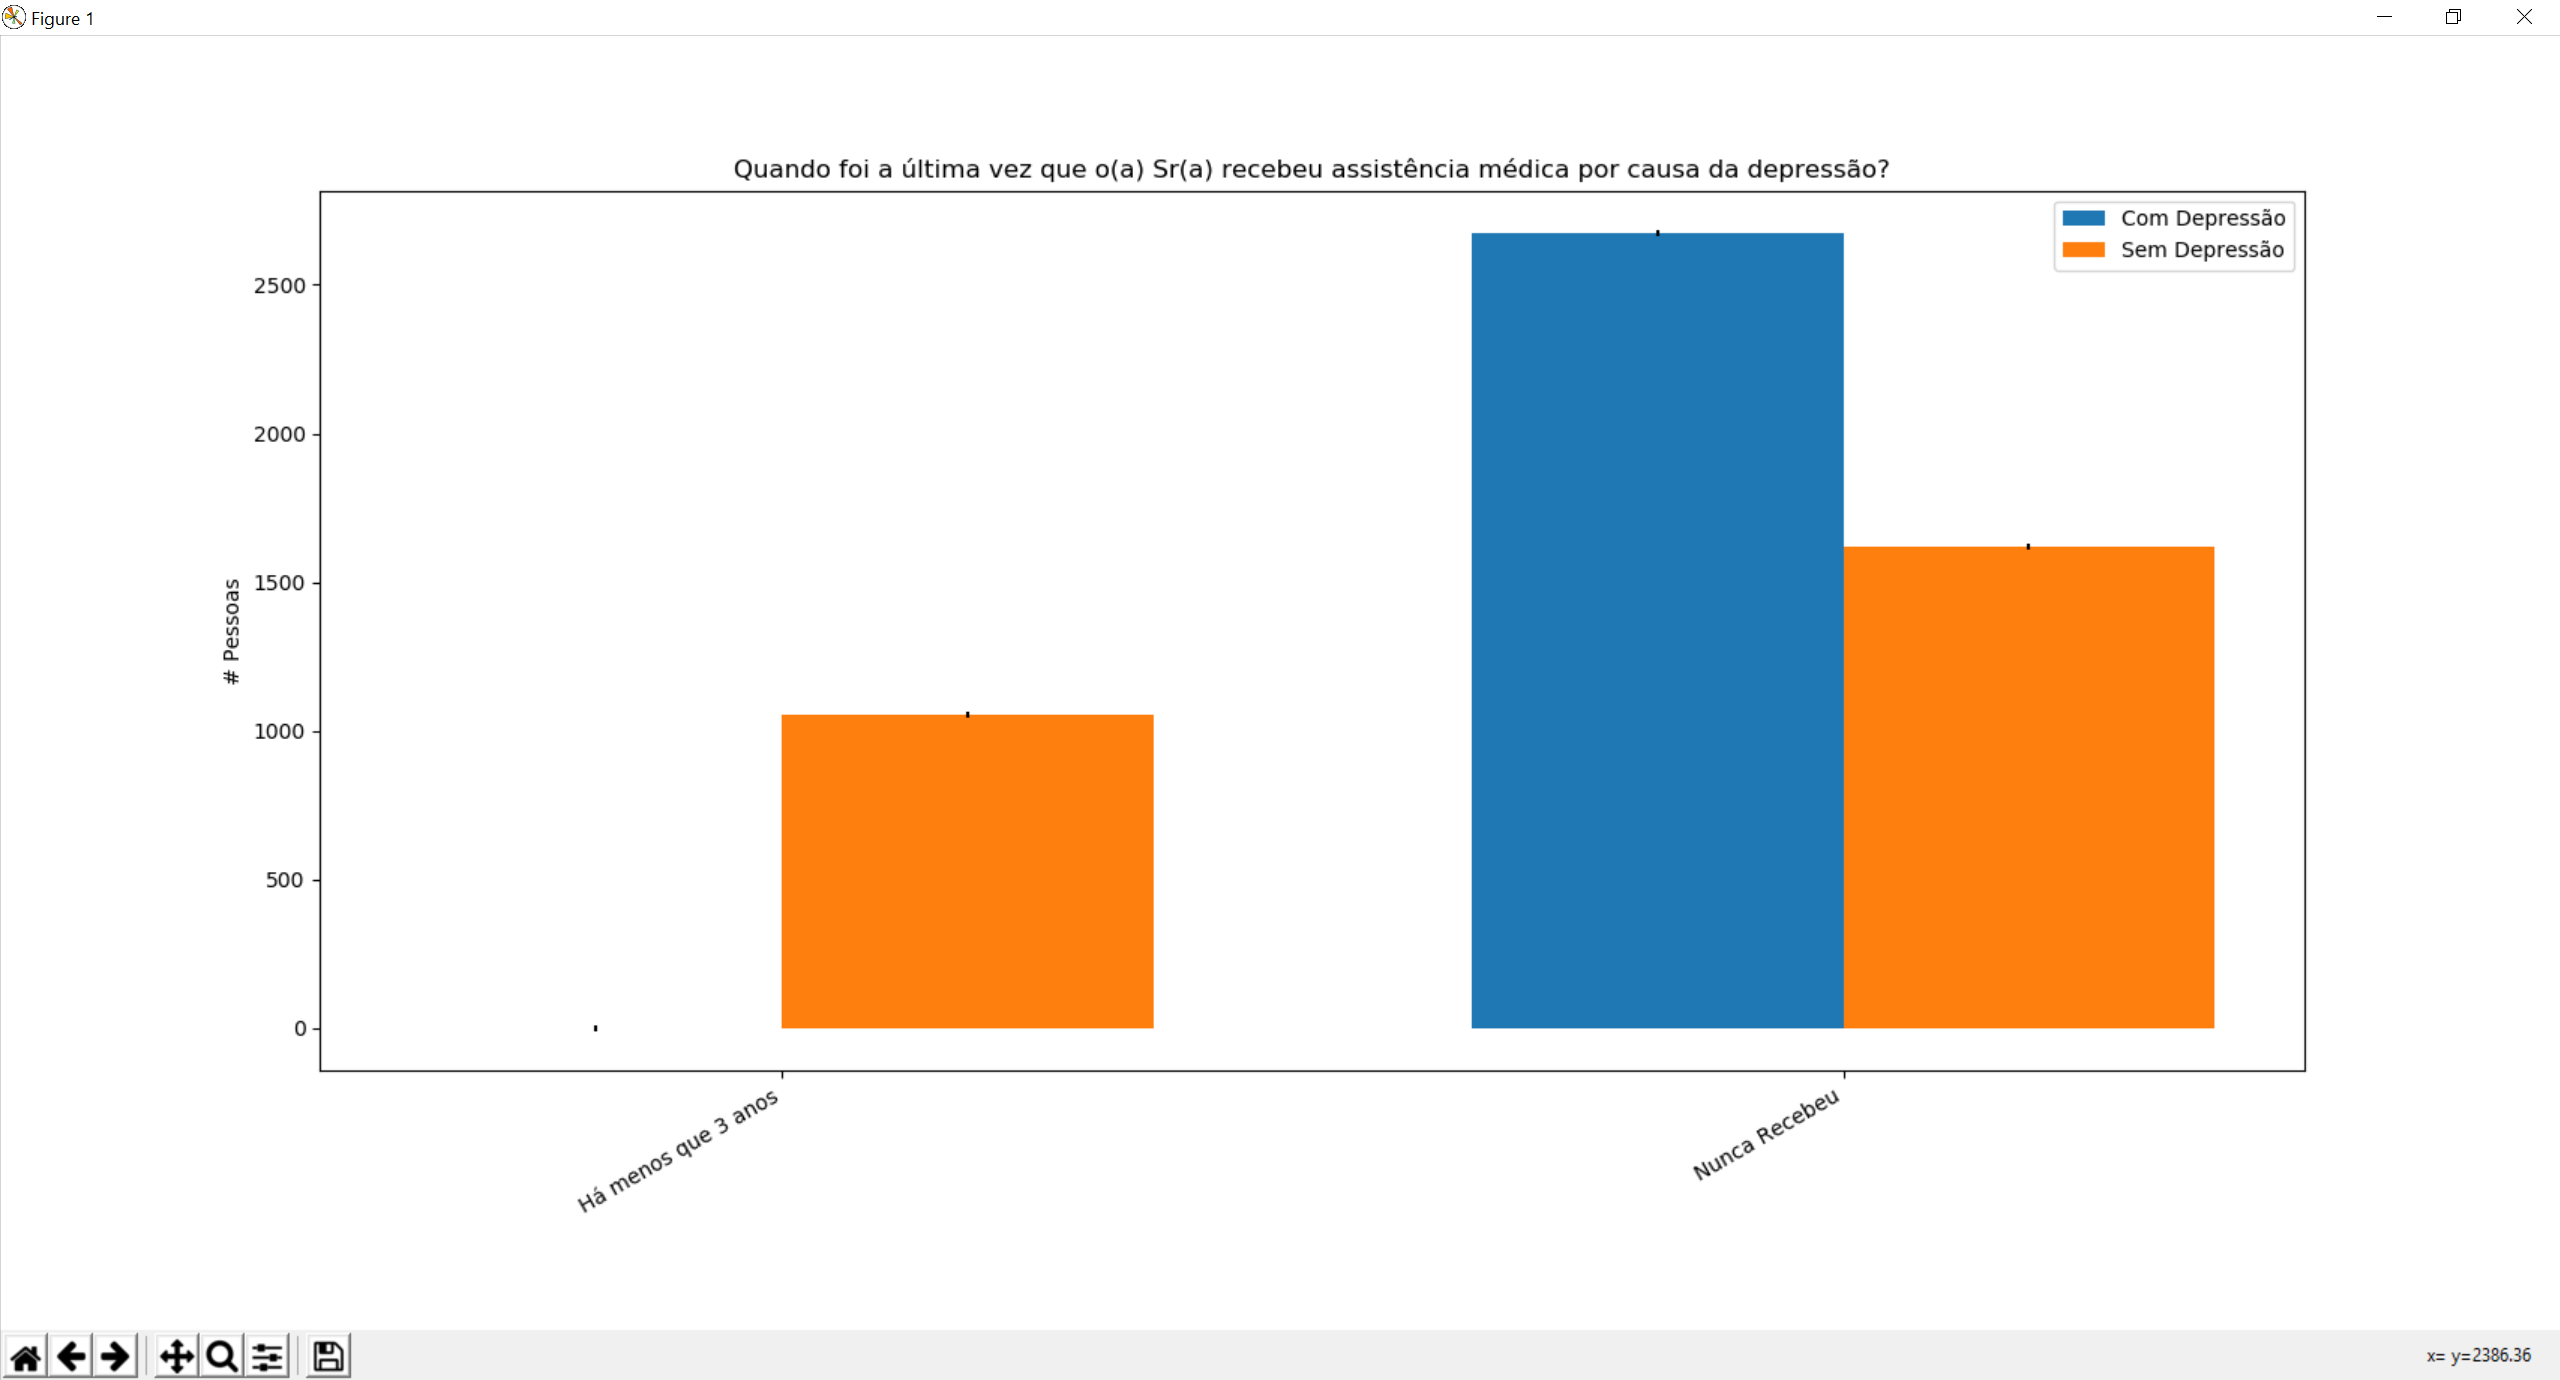 Figure 1
Quando foi a última vez que o(a) Sr(a) recebeu assistência médica por causa da depressão?
Com Depressão
Sem Depressão
2500
2000
1500
1000
500
0
# Pessoas
Há menos que 3 anos
Nunca Recebeu
x= y=2386.36